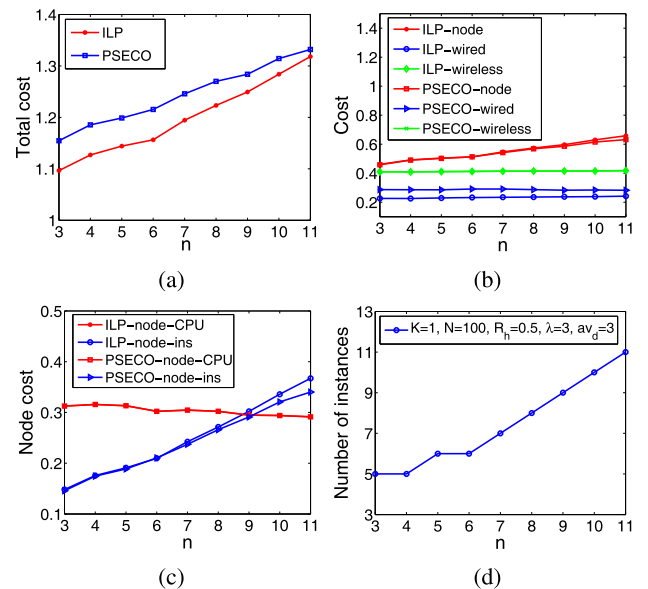 1.4
1.3
1.2
1.1
1
Total cost
ILP
PSECO
3 4 5 6 7 8 9 10 11
n
(a)
1.6
1.4
1.2
1
0.8
0.6
0.4
0.2
Cost
ILP-node
ILP-wired
ILP-wireless
PSECO-node
PSECO-wired
PSECO-wireless
3 4 5 6 7 8 9 10 11
n
(b)
0.5
0.4
0.3
0.2
0.1
Node cost
ILP-node-CPU
ILP-node-ins
PSECO-node-CPU
PSECO-node-ins
3 4 5 6 7 8 9 10 11
n
(c)
13
11
9
7
5
3
Number of instances
K=1, N=100, R_h=0.5, λ=3, av_d=3
3 4 5 6 7 8 9 10 11
n
(d)